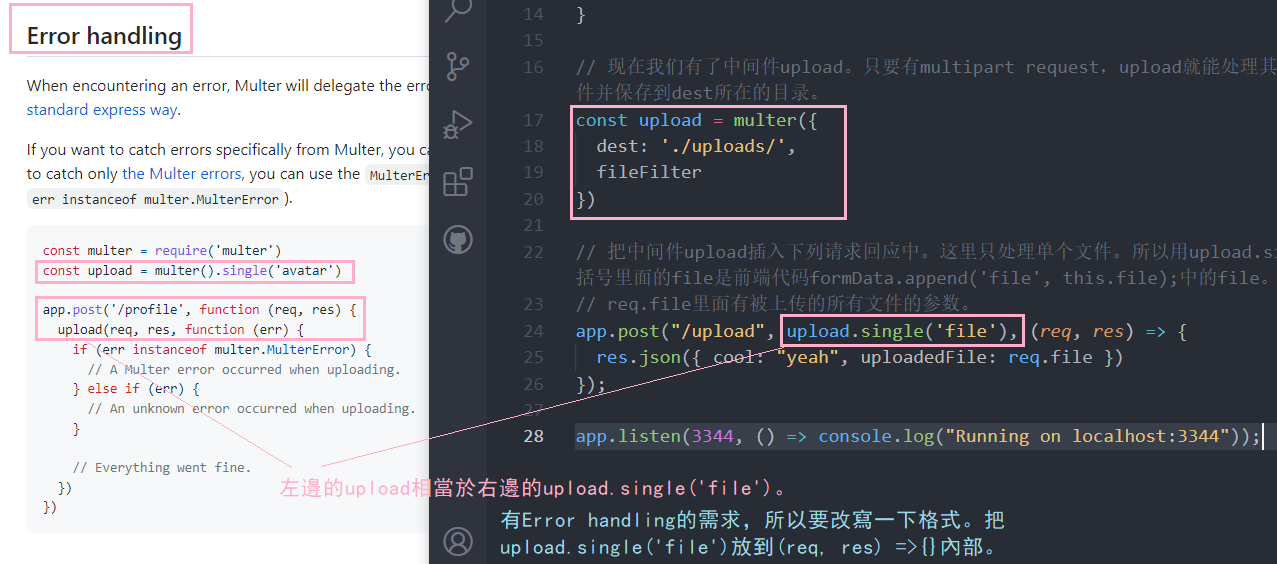 Error handling
When encountering an error, Multer will delegate the erro
standard express way.
If you want to catch errors specifically from Multer, you ca
to catch only the Multer errors, you can use the MulterErr
err instanceof multer.MulterError ).
const multer = require('multer')
const upload = multer().single('avatar')
app.post('/profile', function (req, res) {
upload(req, res, function (err) {
if (err instanceof multer.MulterError) {
// A Multer error occurred when uploading.
} else if (err) {
// An unknown error occurred when uploading.
}
// Everything went fine.
})
})
14 }
15
16 // 现在我们有了中间件upload。只要有multipart request，upload就能处理其
件并保存到dest所在的目录。
17 const upload = multer({
18 dest: './uploads/',
19 fileFilter
20 })
21
22 // 把中间件upload插入下列请求回应中。这里只处理单个文件。所以用upload.si
括号里面的file是前端代码formData.append('file', this.file);中的file。
23 // req.file里面有被上传的所有文件的参数。
24 app.post("/upload", upload.single('file'), (req, res) => {
25 res.json({ cool: "yeah", uploadedFile: req.file })
26 });
27
28 app.listen(3344, () => console.log("Running on localhost:3344"));
左邊的upload相當於右邊的upload.single('file')。
有Error handling的需求，所以要改寫一下格式。把
upload.single('file')放到(req, res) =>{}內部。